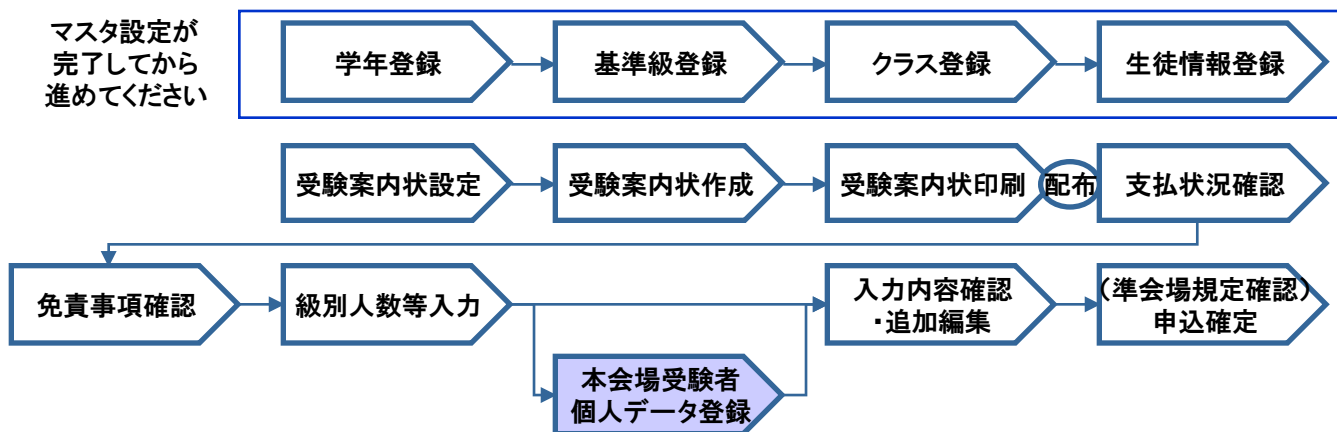 マスタ設定が
完了してから
進めてください
学年登録
基準級登録
クラス登録
生徒情報登録
受験案内状設定
受験案内状作成
受験案内状印刷
配布
支払状況確認
免責事項確認
級別人数等入力
入力内容確認
・追加編集
(準会場規定確認)
申込確定
本会場受験者
個人データ登録